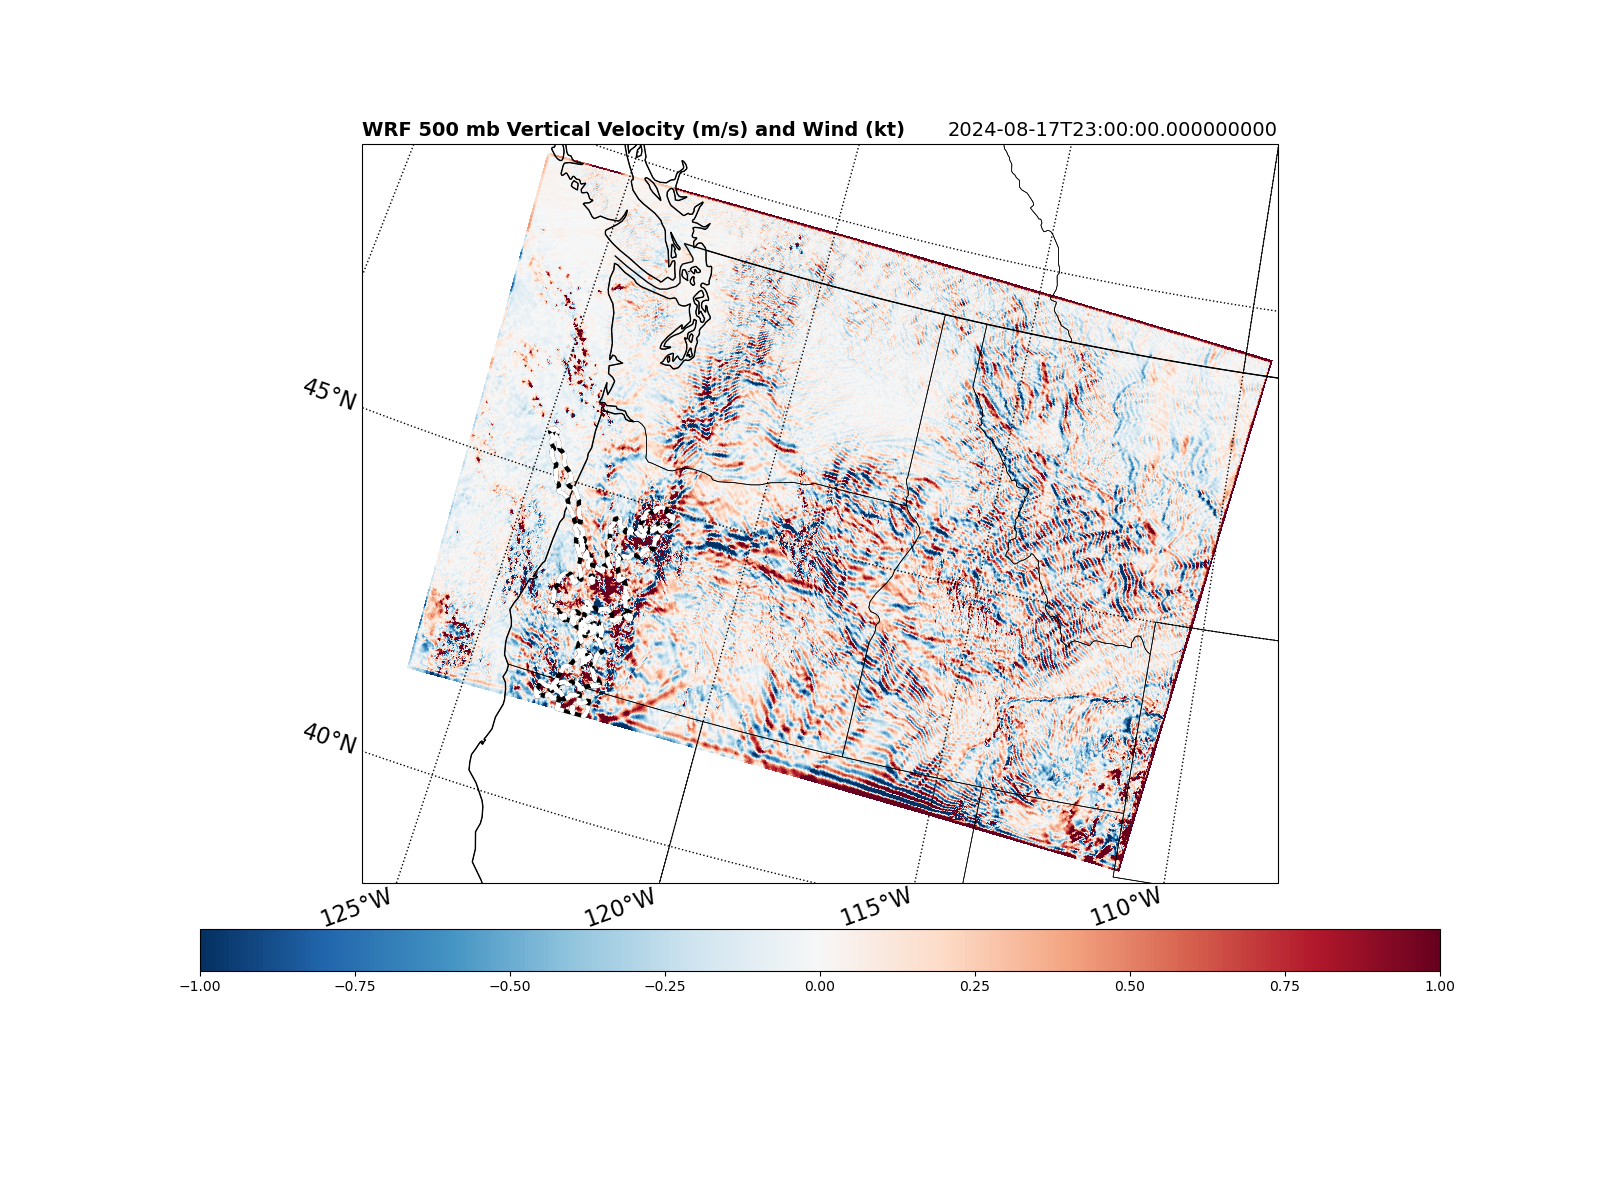 WRF 500 mb Vertical Velocity (m/s) and Wind (kt) 2024-08-17T23:00:00.000000000
45°N
40°N
125°W 120°W 115°W 110°W
−1.00 −0.75 −0.50 −0.25 0.00 0.25 0.50 0.75 1.00